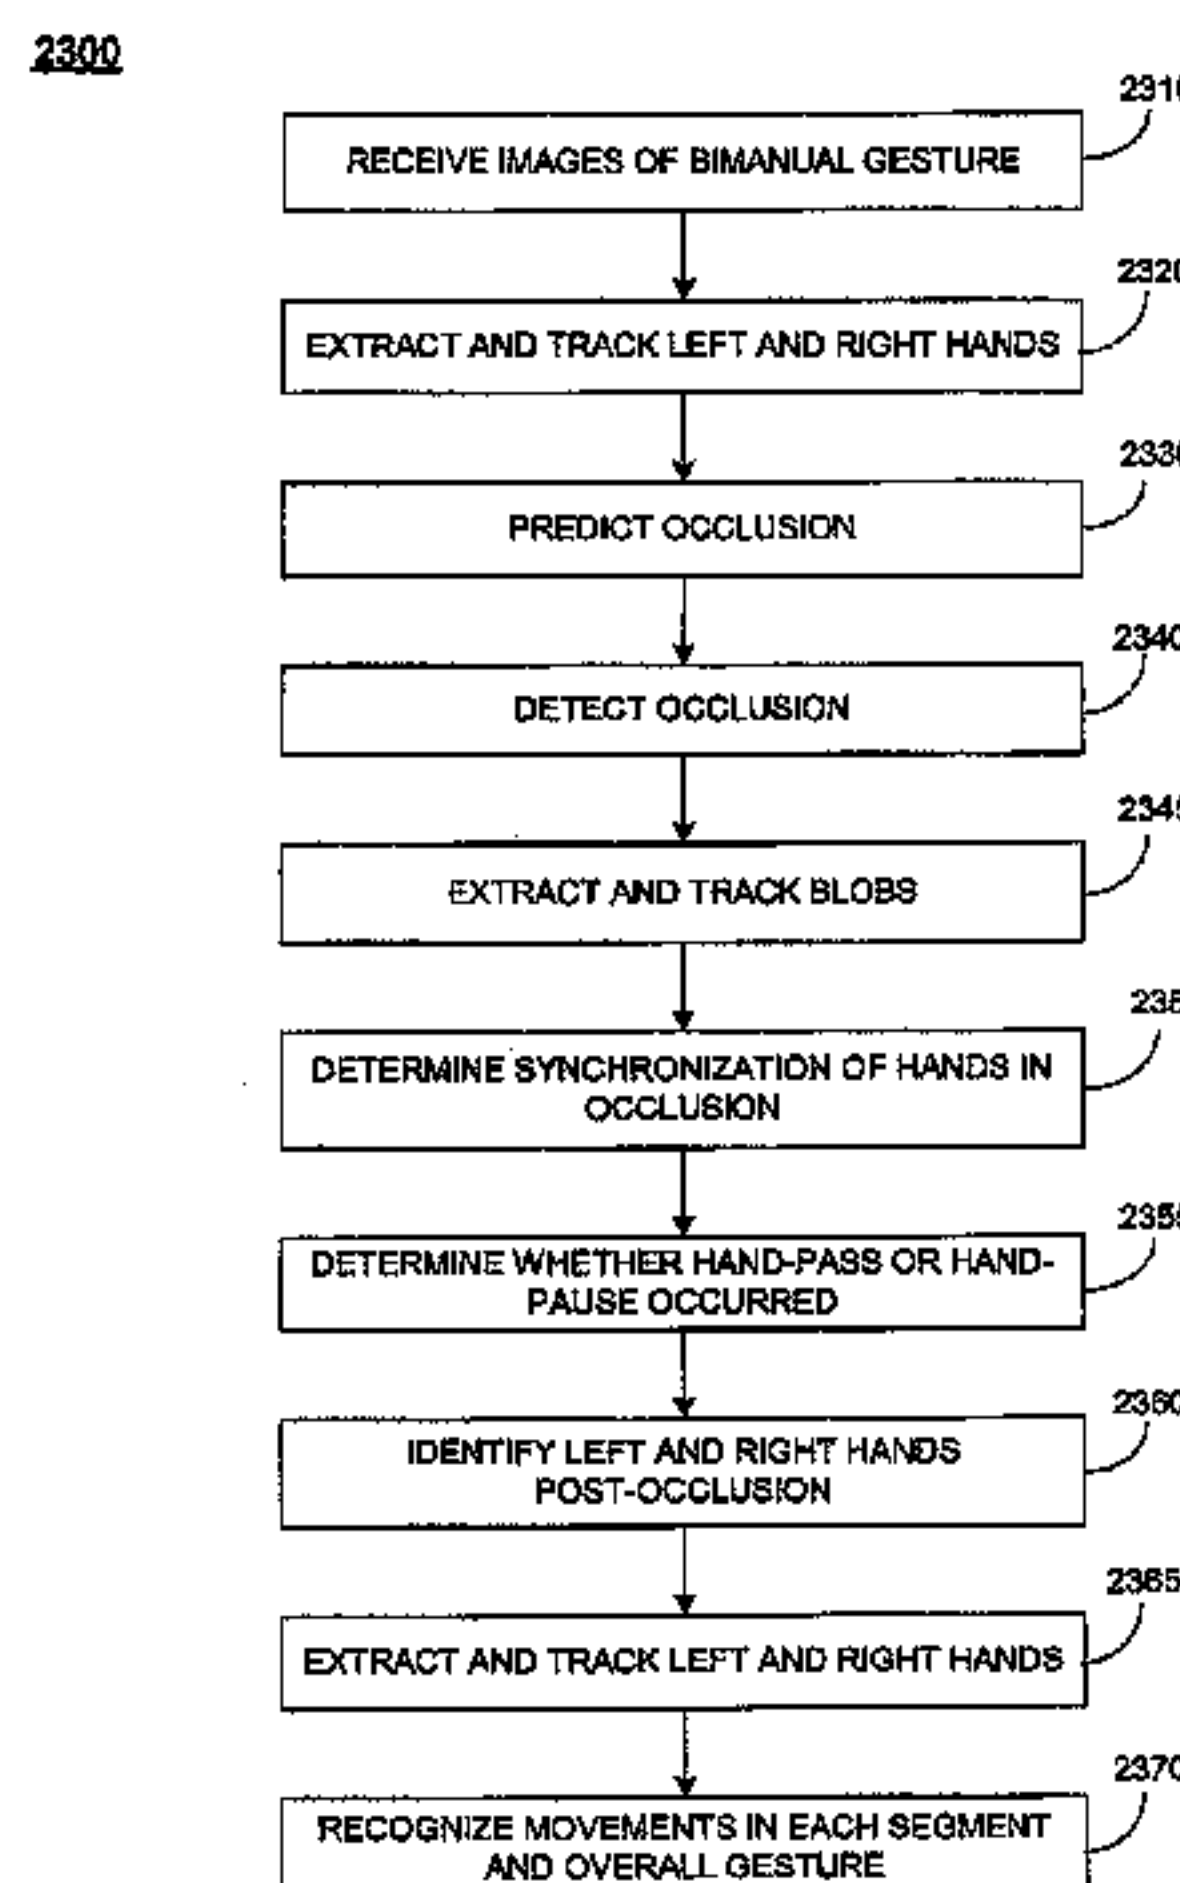 2300
2310
RECEIVE IMAGES OF BIMANUAL GESTURE
2320
EXTRACT AND TRACK LEFT AND RIGHT HANDS
2330
PREDICT OCCLUSION
2340
DETECT OCCLUSION
2345
EXTRACT AND TRACK BLOBS
235
DETERMINE SYNCHRONIZATION OF HANDS IN
OCCLUSION
2355
DETERMINE WHETHER HAND-PASS OR HAND-
PAUSE OCCURRED
2360
IDENTIFY LEFT AND RIGHT HANDS
POST-OCCLUSION
2365
EXTRACT AND TRACK LEFT AND RIGHT HANDS
2370
RECOGNIZE MOVEMENTS IN EACH SEGMENT
AND OVERALL GESTURE